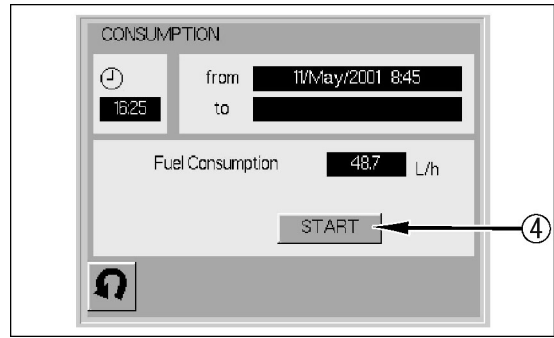 CONSUMPTION
from 11/May/2001 8:45
16:25 to
Fuel Consumption 48.7 L/h
START
4